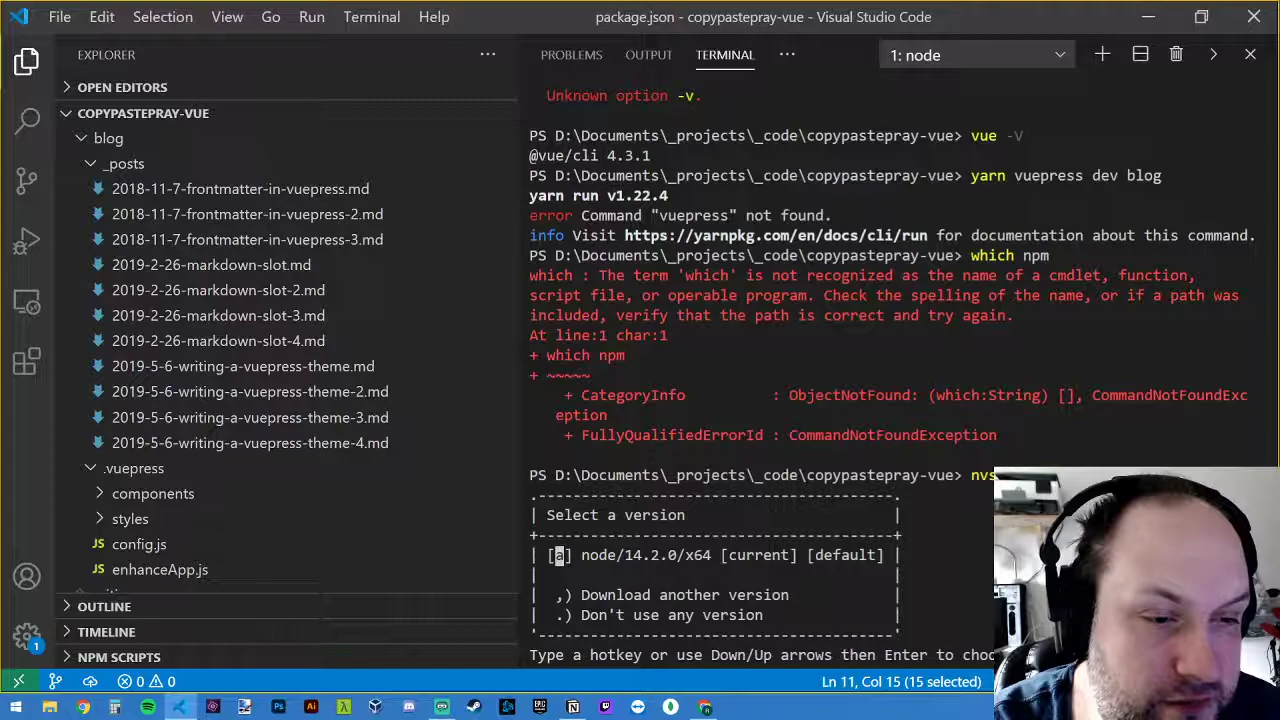 File Edit Selection View Go Run Terminal Help
package.json - copypastepray-vue - Visual Studio Code
EXPLORER
OPEN EDITORS
COPYPASTEPRAY-VUE
blog
_posts
2018-11-7-frontmatter-in-vuepress.md
2018-11-7-frontmatter-in-vuepress-2.md
2018-11-7-frontmatter-in-vuepress-3.md
2019-2-26-markdown-slot.md
2019-2-26-markdown-slot-2.md
2019-2-26-markdown-slot-3.md
2019-2-26-markdown-slot-4.md
2019-5-6-writing-a-vuepress-theme.md
2019-5-6-writing-a-vuepress-theme-2.md
2019-5-6-writing-a-vuepress-theme-3.md
2019-5-6-writing-a-vuepress-theme-4.md
.vuepress
components
styles
JS config.js
JS enhanceApp.js
OUTLINE
TIMELINE
NPM SCRIPTS
PROBLEMS OUTPUT TERMINAL ... 1: node
Unknown option -v.
PS D:\Documents\_projects\_code\copypastepray-vue> vue -V
@vue/cli 4.3.1
PS D:\Documents\_projects\_code\copypastepray-vue> yarn vuepress dev blog
yarn run v1.22.4
error Command "vuepress" not found.
info Visit https://yarnpkg.com/en/docs/cli/run for documentation about this command.
PS D:\Documents\_projects\_code\copypastepray-vue> which npm
which : The term 'which' is not recognized as the name of a cmdlet, function,
script file, or operable program. Check the spelling of the name, or if a path was
included, verify that the path is correct and try again.
At line:1 char:1
+ which npm
+ ~~~~~
+ CategoryInfo : ObjectNotFound: (which:String) [], CommandNotFoundExc
eption
+ FullyQualifiedErrorId : CommandNotFoundException
PS D:\Documents\_projects\_code\copypastepray-vue> nvs
Select a version
[a] node/14.2.0/x64 [current] [default]
,) Download another version
.) Don't use any version
Type a hotkey or use Down/Up arrows then Enter to
1
0 0
Ln 11, Col 15 (15 selected)